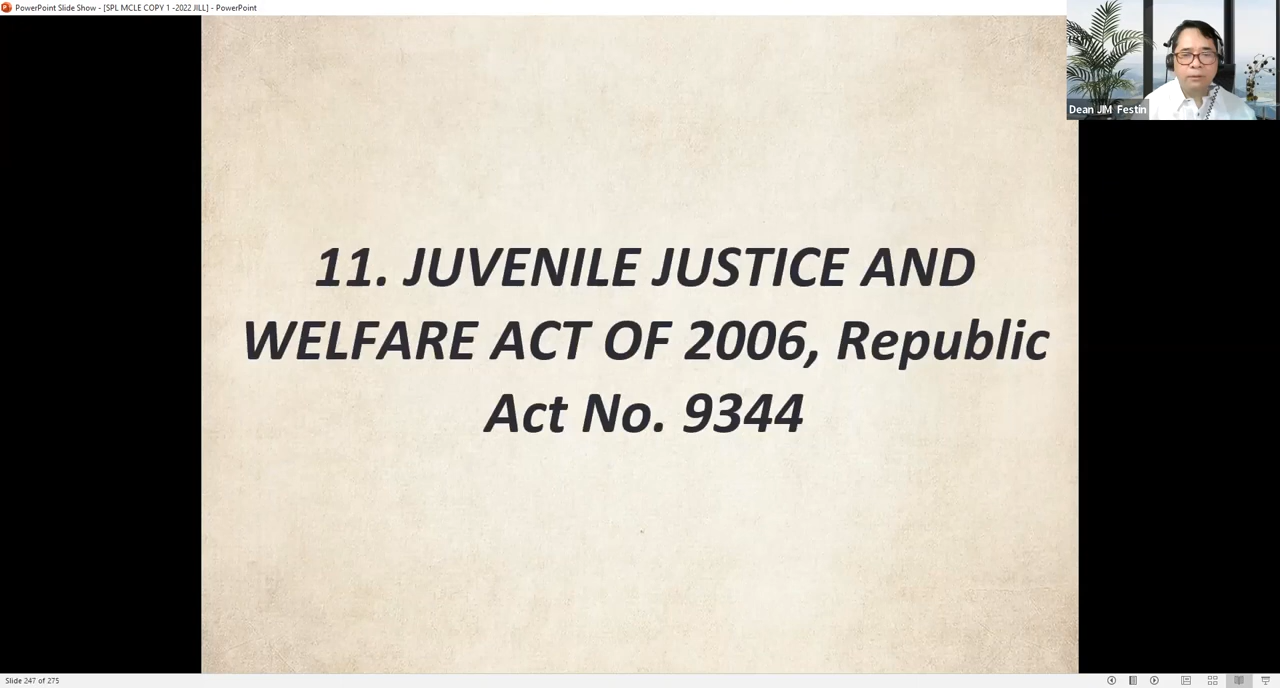 PowerPoint Slide Show - [SPL MCLE COPY 1 -2022 JILL] - PowerPoint
Dean JIM Festin
11. JUVENILE JUSTICE AND
WELFARE ACT OF 2006, Republic
Act No. 9344
Slide 247 of 275